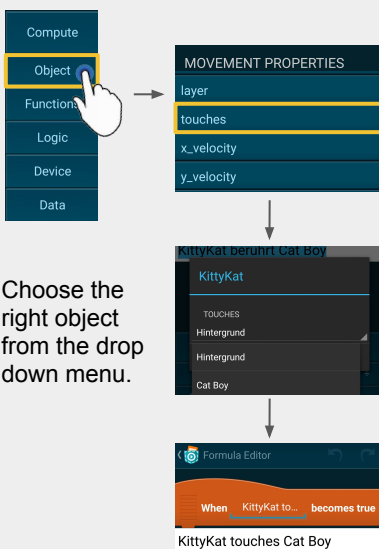 Compute
Object
Functions
Logic
Device
Data
MOVEMENT PROPERTIES
layer
touches
x_velocity
y_velocity
KittyKat berührt Cat Boy
KittyKat
TOUCHES
Hintergrund
Hintergrund
Cat Boy
Choose the
right object
from the drop
down menu.
Formula Editor
When KittyKat to... becomes true
KittyKat touches Cat Boy